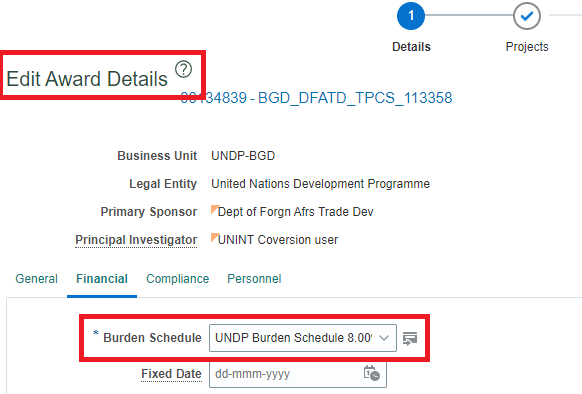 1
Details
Projects
Edit Award Details ?
00134839 - BGD_DFATD_TPCS_113358
Business Unit UNDP-BGD
Legal Entity United Nations Development Programme
Primary Sponsor Dept of Forgn Afrs Trade Dev
Principal Investigator UNINT Coversion user
General Financial Compliance Personnel
* Burden Schedule UNDP Burden Schedule 8.00
Fixed Date dd-mmm-yyyy